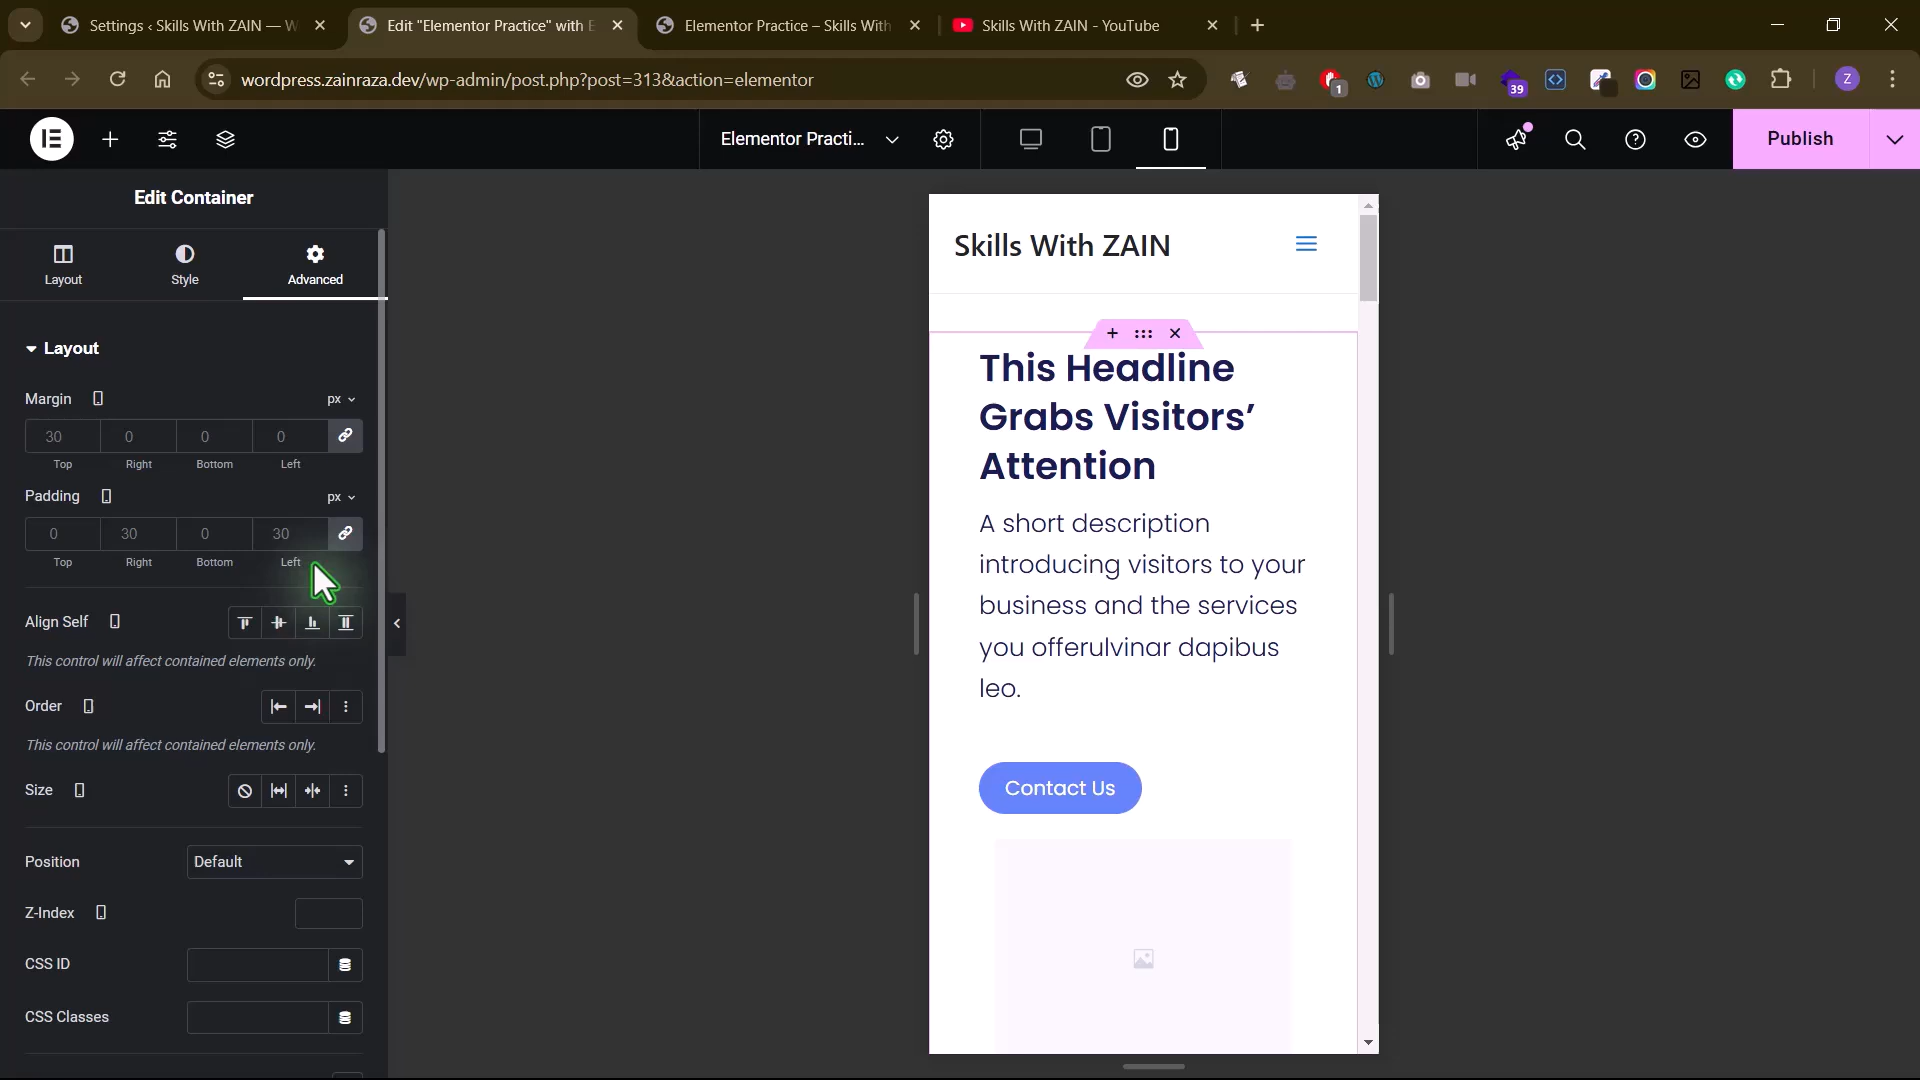 Settings ‹ Skills With ZAIN — W
Edit "Elementor Practice" with E
Elementor Practice – Skills With
Skills With ZAIN - YouTube
wordpress.zainraza.dev/wp-admin/post.php?post=313&action=elementor
1
39
Z
Elementor Practi...
Publish
Edit Container
Layout
Style
Advanced
Layout
Margin
px
30
0
0
0
Top
Right
Bottom
Left
Padding
px
0
30
0
30
Top
Right
Bottom
Left
Align Self
This control will affect contained elements only.
Order
This control will affect contained elements only.
Size
Position
Default
Z-Index
CSS ID
CSS Classes
Skills With ZAIN
This Headline
Grabs Visitors’
Attention
A short description
introducing visitors to your
business and the services
you offerulvinar dapibus
leo.
Contact Us